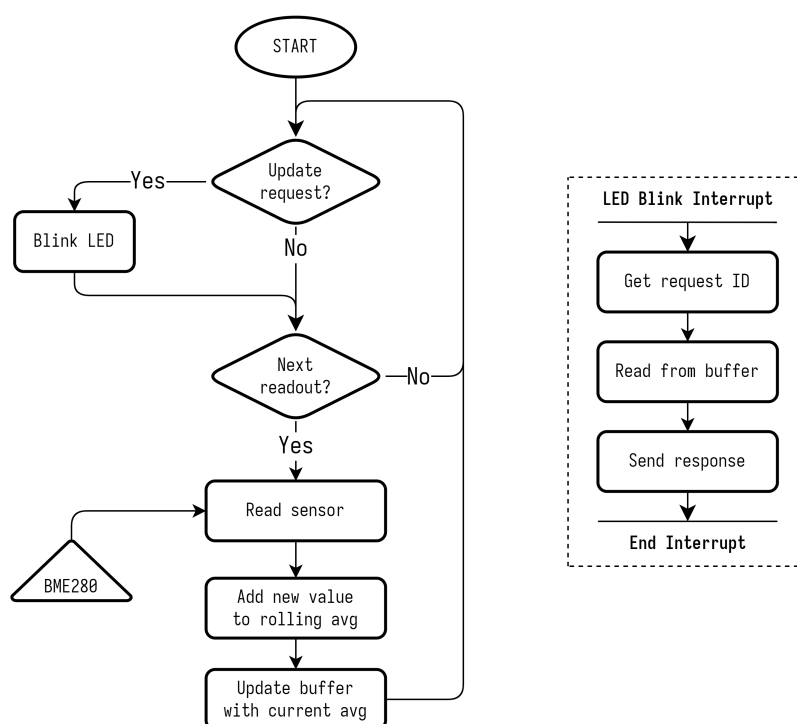 START
Update
request?
Yes
No
Blink LED
Next
readout?
No
Yes
Read sensor
BME280
Add new value
to rolling avg
Update buffer
with current avg
LED Blink Interrupt
Get request ID
Read from buffer
Send response
End Interrupt